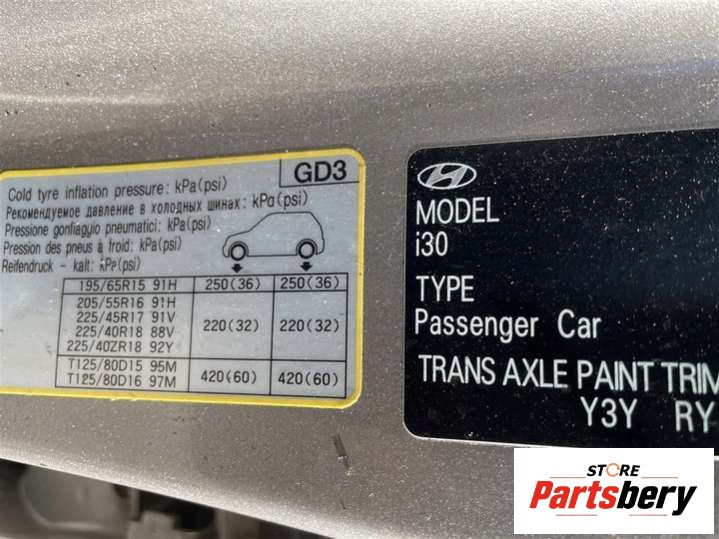 GD3
Cold tyre inflation pressure: kPa(psi)
Рекомендуемое давление в холодных шинах: kPa(psi)
Pressione gonfiaggio pneumatici: kPa(psi)
Pression des pneus à froid: kPa(psi)
Reifendruck - kalt: kPa(psi)
195/65R15 91H 250(36) 250(36)
205/55R16 91H
225/45R17 91V
225/40R18 88V
225/40ZR18 92Y
220(32) 220(32)
T125/80D15 95M
T125/80D16 97M
420(60) 420(60)
MODEL
i30
TYPE
Passenger Car
TRANS AXLE PAINT TRIM
Y3Y RY
STORE
Partsbery